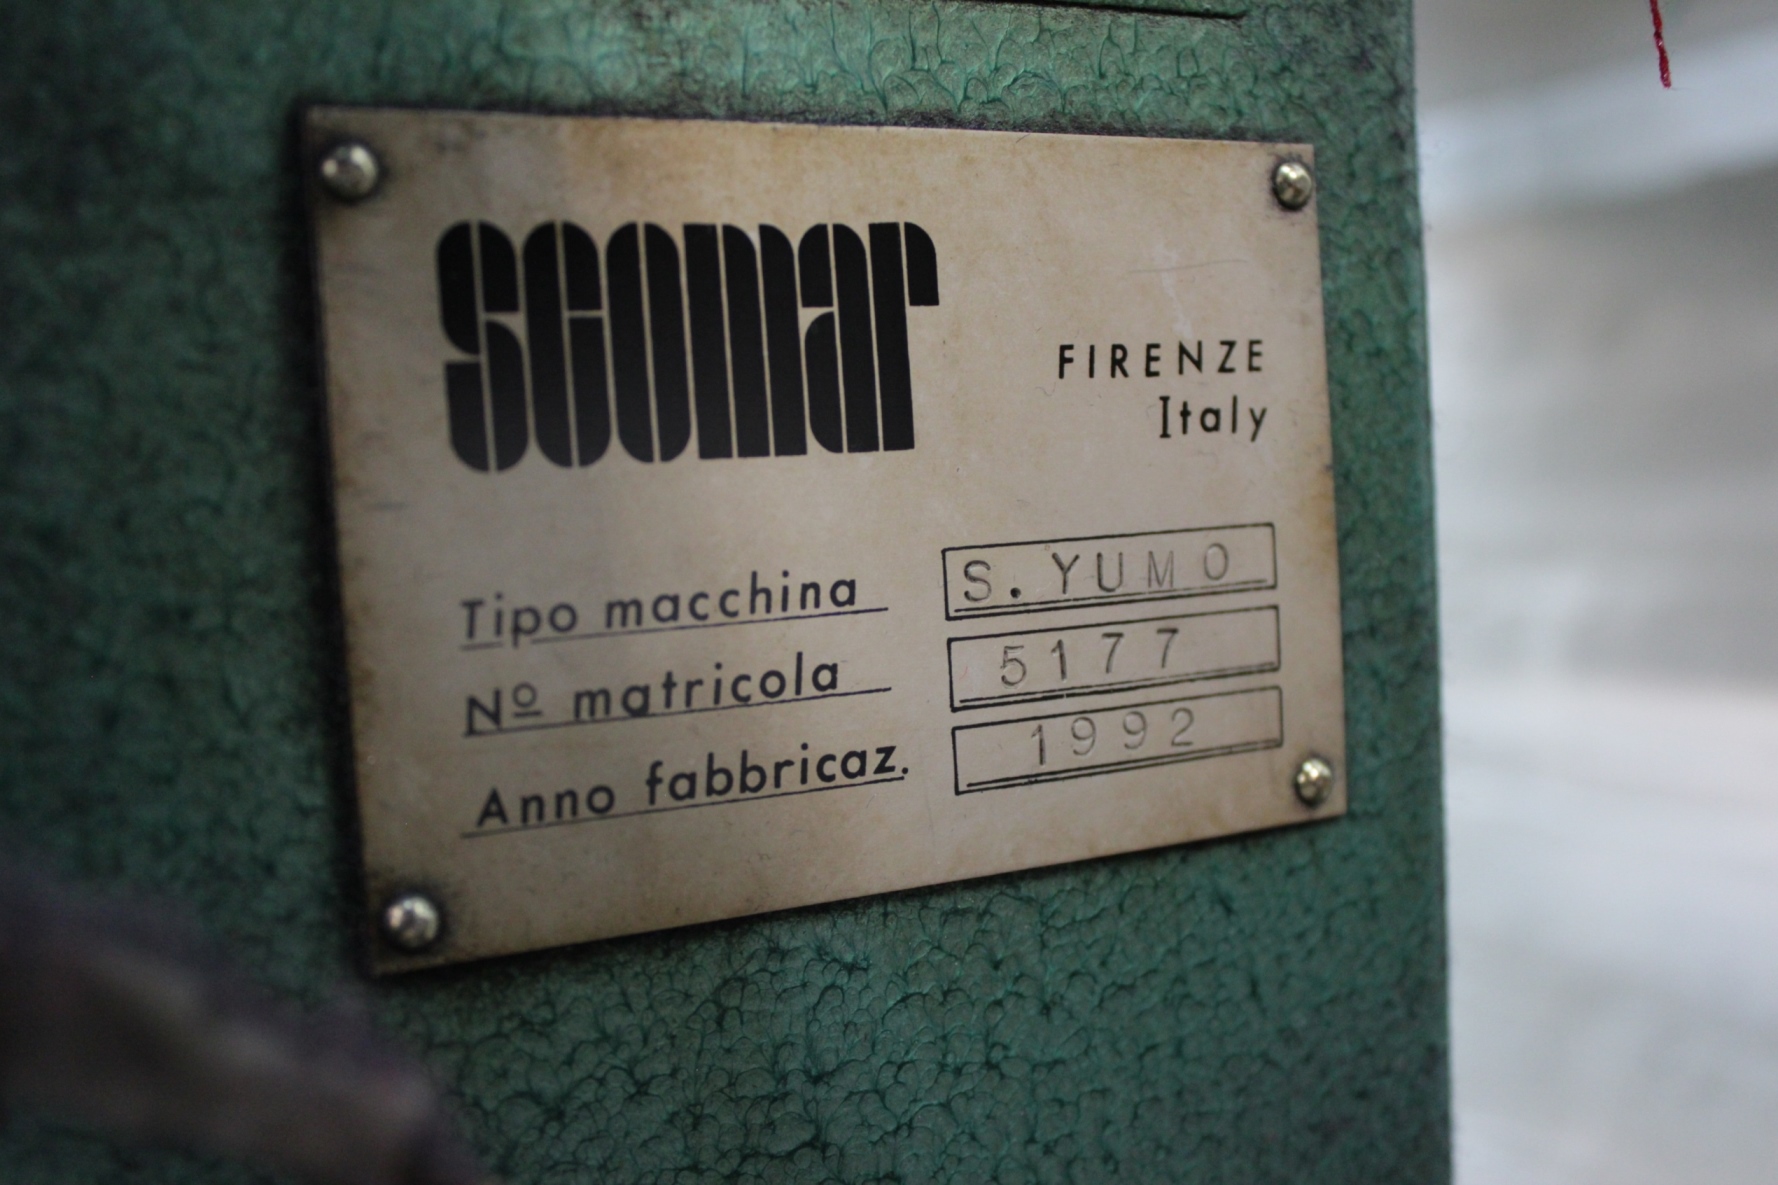 scomar
FIRENZE
Italy
Tipo macchina S. YUMO
Nº matricola 5177
Anno fabbricaz. 1992